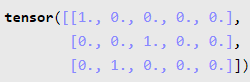 tensor([[1., 0., 0., 0., 0.],
        [0., 0., 1., 0., 0.],
        [0., 1., 0., 0., 0.]])